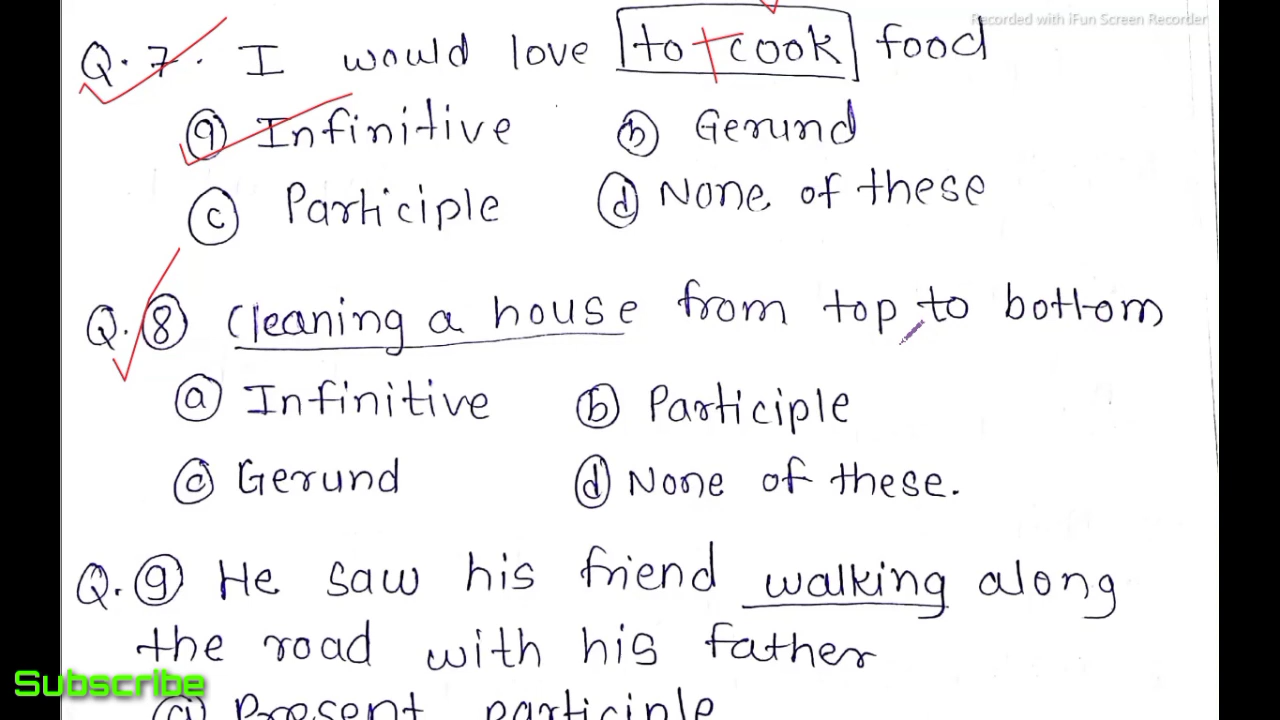 Recorded with iFun Screen Recorder
Q. 7. I would love to cook food
a Infinitive b Gerund
c Participle d None of these
Q. 8 Cleaning a house from top to bottom
a Infinitive b Participle
c Gerund d None of these.
Q. 9 He saw his friend walking along
the road with his father
Subscribe
a Present participle